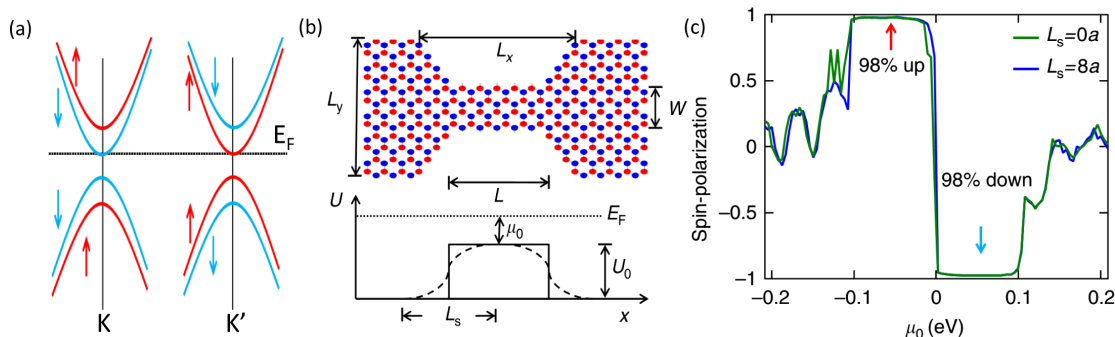 (a)
E_F
K
K’
(b)
L_x
L_y
W
L
U
E_F
μ_0
U_0
L_s
x
(c)
Spin-polarization
1
0.5
0
−0.5
−1
L_s=0a
L_s=8a
98% up
98% down
−0.2
−0.1
0
0.1
0.2
μ_0 (eV)